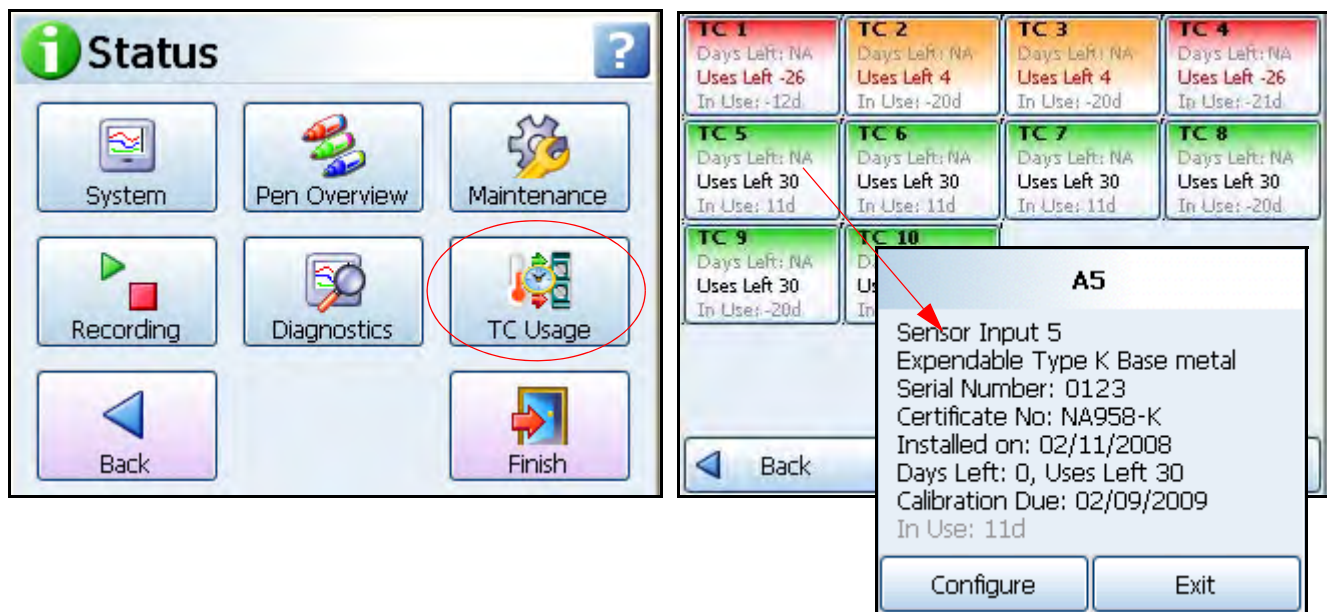 Status
?
System
Pen Overview
Maintenance
Recording
Diagnostics
TC Usage
Back
Finish
TC 1
Days Left: NA
Uses Left -26
In Use: -12d
TC 2
Days Left: NA
Uses Left 4
In Use: -20d
TC 3
Days Left: NA
Uses Left 4
In Use: -20d
TC 4
Days Left: NA
Uses Left -26
In Use: -21d
TC 5
Days Left: NA
Uses Left 30
In Use: 11d
TC 6
Days Left: NA
Uses Left 30
In Use: 11d
TC 7
Days Left: NA
Uses Left 30
In Use: 11d
TC 8
Days Left: NA
Uses Left 30
In Use: -20d
TC 9
Days Left: NA
Uses Left 30
In Use: -20d
TC 10
Back
A5
Sensor Input 5
Expendable Type K Base metal
Serial Number: 0123
Certificate No: NA958-K
Installed on: 02/11/2008
Days Left: 0, Uses Left 30
Calibration Due: 02/09/2009
In Use: 11d
Configure
Exit